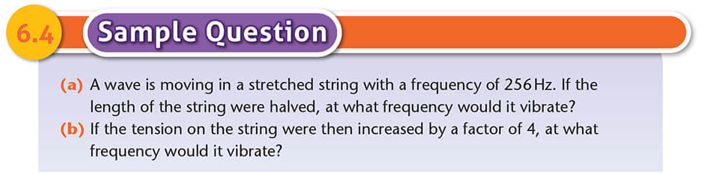 6.4 Sample Question
(a) A wave is moving in a stretched string with a frequency of 256 Hz. If the
length of the string were halved, at what frequency would it vibrate?
(b) If the tension on the string were then increased by a factor of 4, at what
frequency would it vibrate?